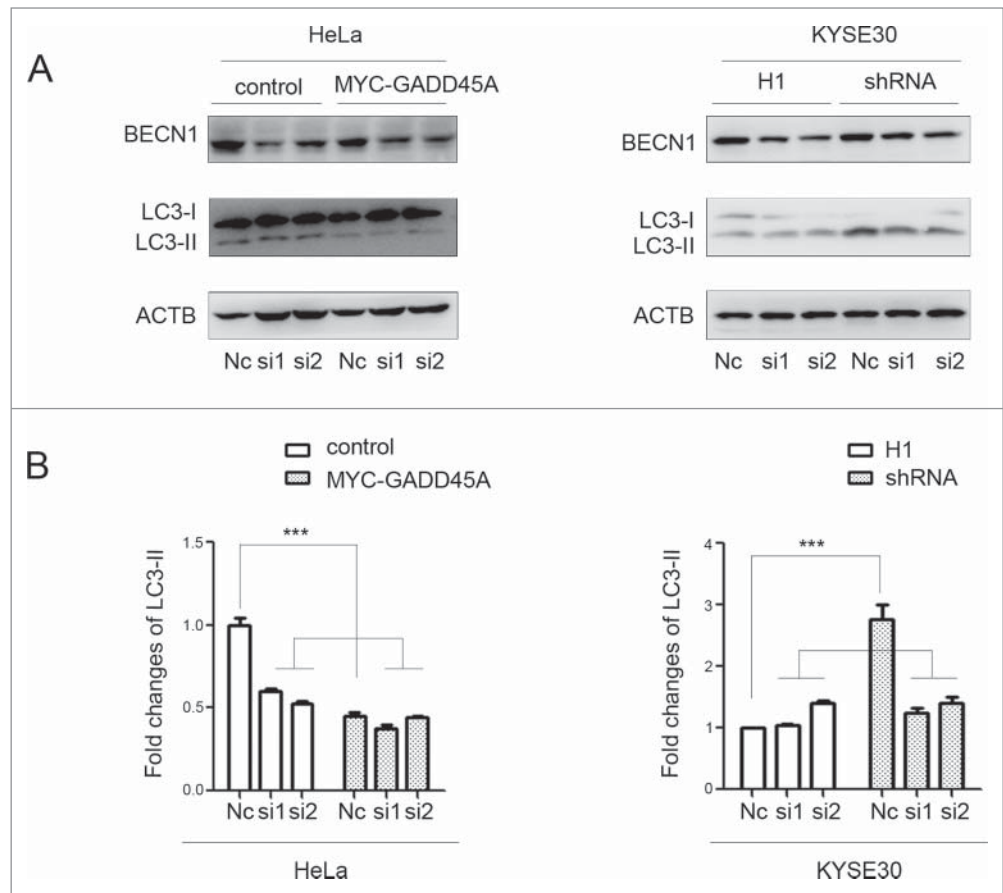 A
HeLa
control MYC-GADD45A
BECN1
LC3-I
LC3-II
ACTB
Nc si1 si2 Nc si1 si2
KYSE30
H1 shRNA
BECN1
LC3-I
LC3-II
ACTB
Nc si1 si2 Nc si1 si2
B
control
MYC-GADD45A
Fold changes of LC3-II
1.5
1.0
0.5
0.0
***
Nc si1 si2 Nc si1 si2
HeLa
H1
shRNA
Fold changes of LC3-II
4
3
2
1
0
***
Nc si1 si2 Nc si1 si2
KYSE30